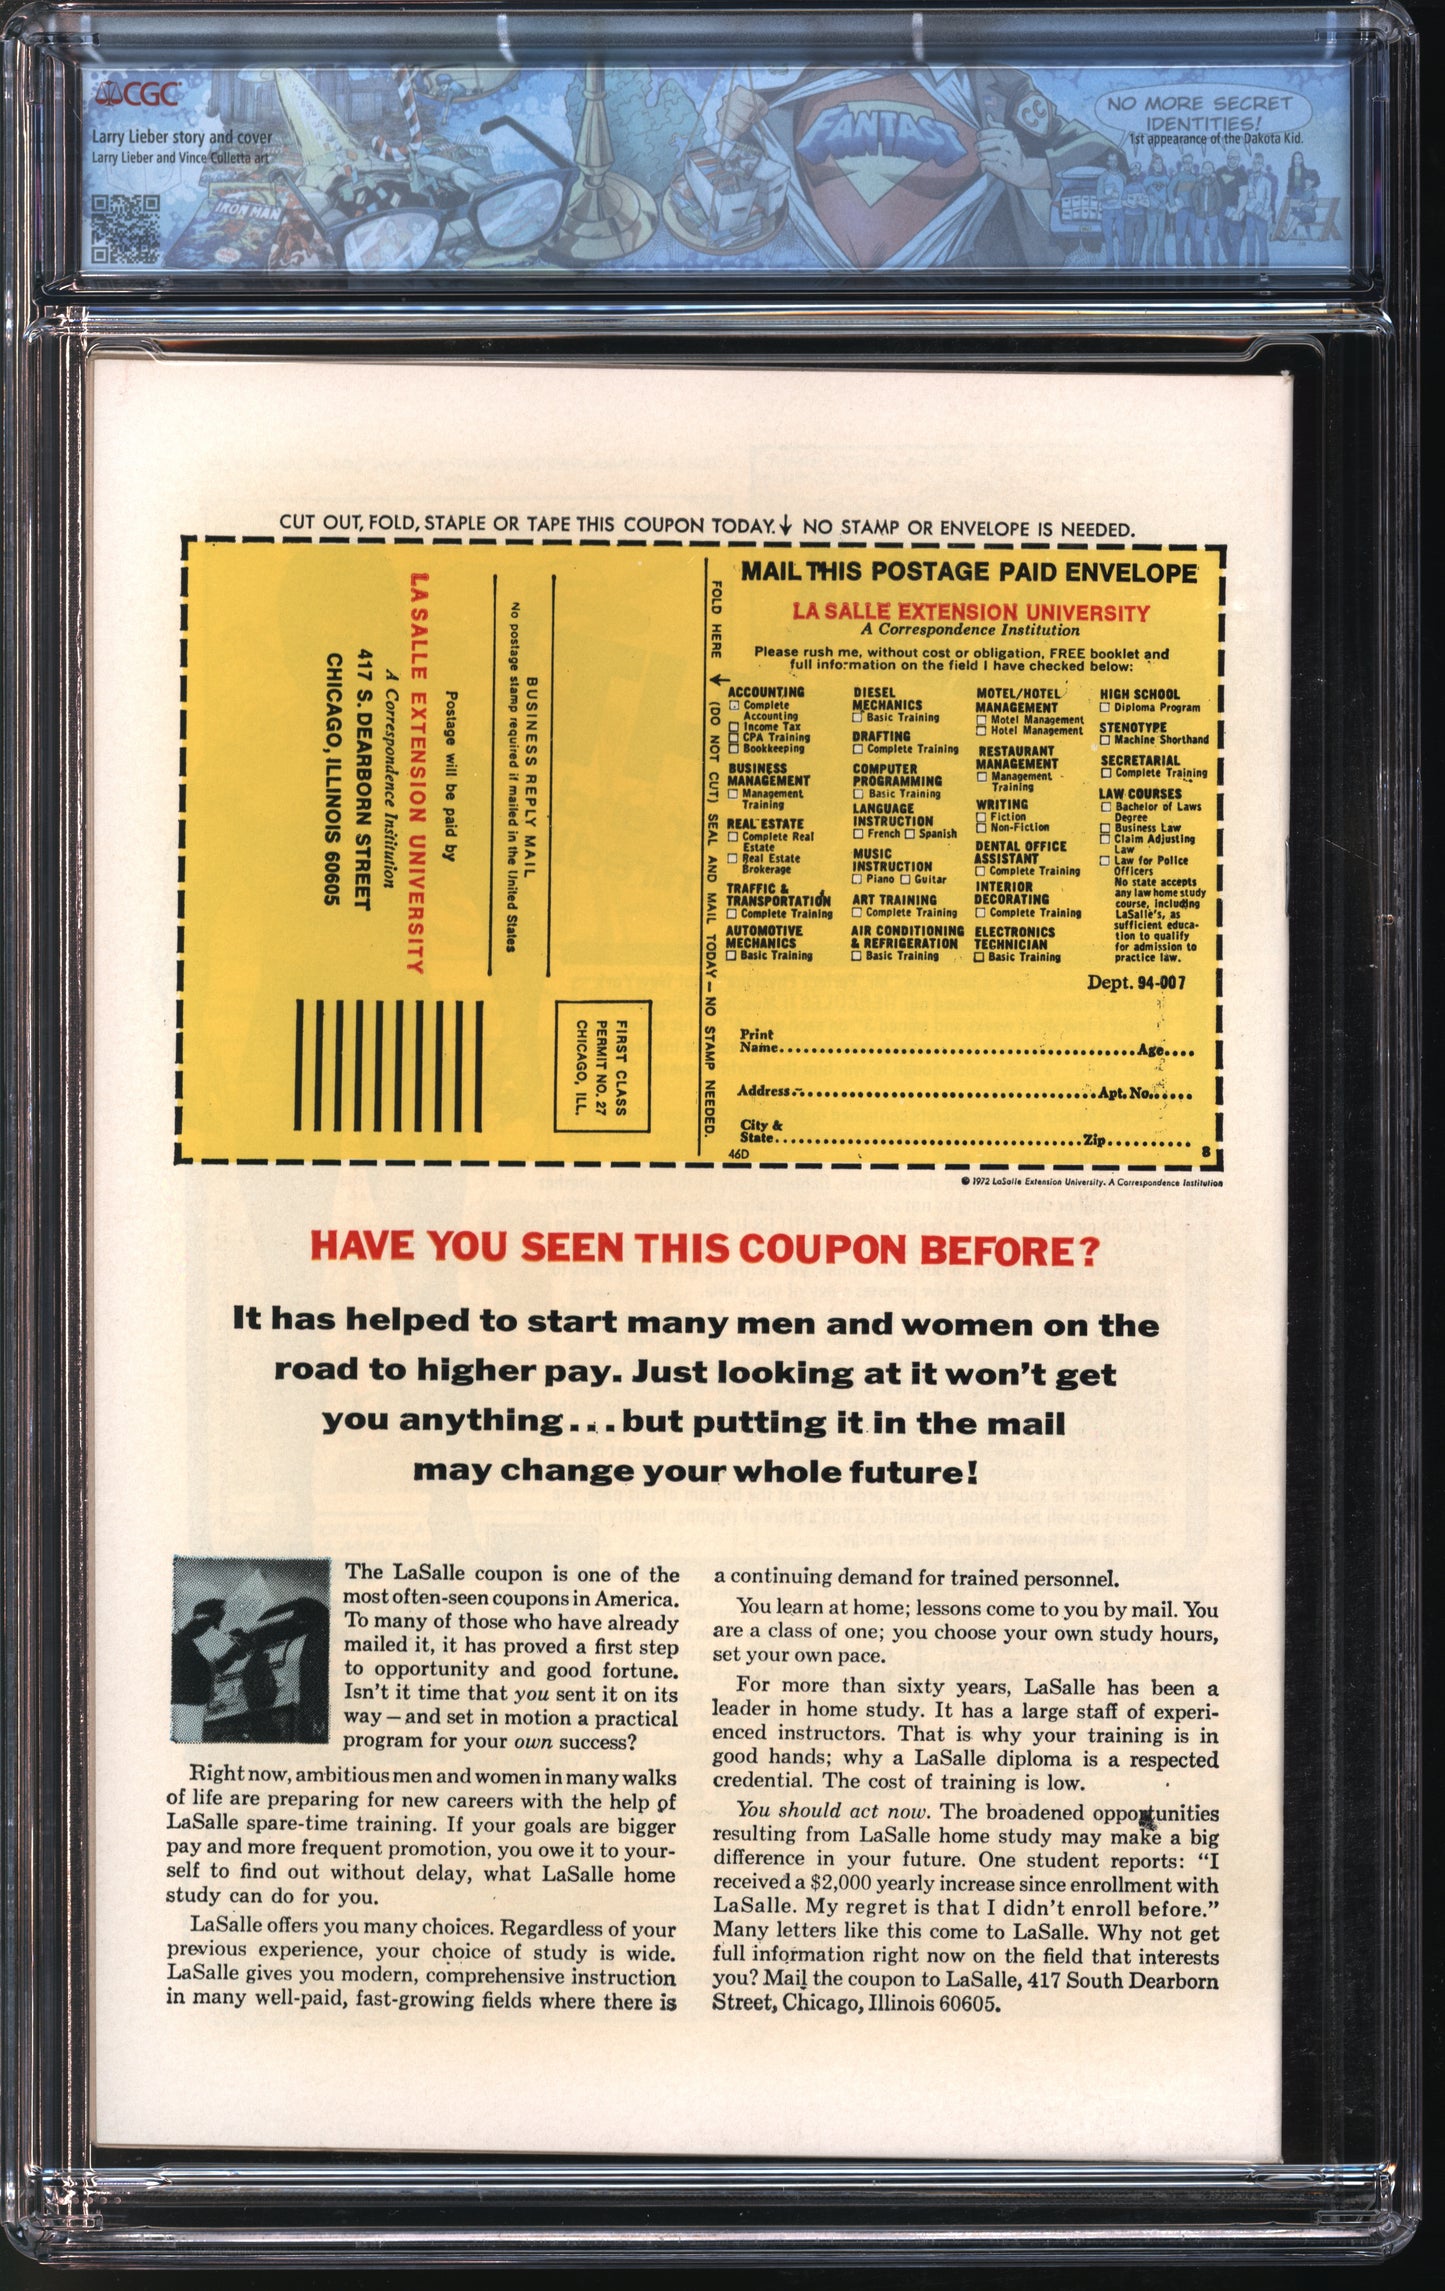 CGC
Larry Lieber story and cover
Larry Lieber and Vince Colletta art
IRON MAN
FANTAST
CC
NO MORE SECRET
IDENTITIES!
1st appearance of the Dakota Kid.
CUT OUT, FOLD, STAPLE OR TAPE THIS COUPON TODAY.↓ NO STAMP OR ENVELOPE IS NEEDED.
BUSINESS REPLY MAIL
No postage stamp required if mailed in the United States
Postage will be paid by
LA SALLE EXTENSION UNIVERSITY
A Correspondence Institution
417 S. DEARBORN STREET
CHICAGO, ILLINOIS 60605
FIRST CLASS
PERMIT NO. 27
CHICAGO, ILL.
FOLD HERE → (DO NOT CUT) SEAL AND MAIL TODAY — NO STAMP NEEDED.
MAIL THIS POSTAGE PAID ENVELOPE
LA SALLE EXTENSION UNIVERSITY
A Correspondence Institution
Please rush me, without cost or obligation, FREE booklet and
full information on the field I have checked below:
ACCOUNTING
☐ Complete
Accounting
☐ Income Tax
☐ CPA Training
☐ Bookkeeping
BUSINESS
MANAGEMENT
☐ Management
Training
REAL ESTATE
☐ Complete Real
Estate
☐ Real Estate
Brokerage
TRAFFIC &
TRANSPORTATION
☐ Complete Training
AUTOMOTIVE
MECHANICS
☐ Basic Training
DIESEL
MECHANICS
☐ Basic Training
DRAFTING
☐ Complete Training
COMPUTER
PROGRAMMING
☐ Basic Training
LANGUAGE
INSTRUCTION
☐ French ☐ Spanish
MUSIC
INSTRUCTION
☐ Piano ☐ Guitar
ART TRAINING
☐ Complete Training
AIR CONDITIONING
& REFRIGERATION
☐ Basic Training
MOTEL/HOTEL
MANAGEMENT
☐ Motel Management
☐ Hotel Management
RESTAURANT
MANAGEMENT
☐ Management
Training
WRITING
☐ Fiction
☐ Non-Fiction
DENTAL OFFICE
ASSISTANT
☐ Complete Training
INTERIOR
DECORATING
☐ Complete Training
ELECTRONICS
TECHNICIAN
☐ Basic Training
HIGH SCHOOL
☐ Diploma Program
STENOTYPE
☐ Machine Shorthand
SECRETARIAL
☐ Complete Training
LAW COURSES
☐ Bachelor of Laws
Degree
☐ Business Law
☐ Claim Adjusting
Law
☐ Law for Police
Officers
No state accepts
any law home study
course, including
LaSalle's, as
sufficient educa-
tion to qualify
for admission to
practice law.
Dept. 94-007
Print
Name.....Age....
Address.....Apt. No.....
City &
State.....Zip..........
46D
8
© 1972 LaSalle Extension University. A Correspondence Institution
HAVE YOU SEEN THIS COUPON BEFORE?
It has helped to start many men and women on the
road to higher pay. Just looking at it won't get
you anything...but putting it in the mail
may change your whole future!
The LaSalle coupon is one of the
most often-seen coupons in America.
To many of those who have already
mailed it, it has proved a first step
to opportunity and good fortune.
Isn't it time that you sent it on its
way—and set in motion a practical
program for your own success?
Right now, ambitious men and women in many walks
of life are preparing for new careers with the help of
LaSalle spare-time training. If your goals are bigger
pay and more frequent promotion, you owe it to your-
self to find out without delay, what LaSalle home
study can do for you.
LaSalle offers you many choices. Regardless of your
previous experience, your choice of study is wide.
LaSalle gives you modern, comprehensive instruction
in many well-paid, fast-growing fields where there is
a continuing demand for trained personnel.
You learn at home; lessons come to you by mail. You
are a class of one; you choose your own study hours,
set your own pace.
For more than sixty years, LaSalle has been a
leader in home study. It has a large staff of experi-
enced instructors. That is why your training is in
good hands; why a LaSalle diploma is a respected
credential. The cost of training is low.
You should act now. The broadened opportunities
resulting from LaSalle home study may make a big
difference in your future. One student reports: "I
received a $2,000 yearly increase since enrollment with
LaSalle. My regret is that I didn't enroll before."
Many letters like this come to LaSalle. Why not get
full information right now on the field that interests
you? Mail the coupon to LaSalle, 417 South Dearborn
Street, Chicago, Illinois 60605.